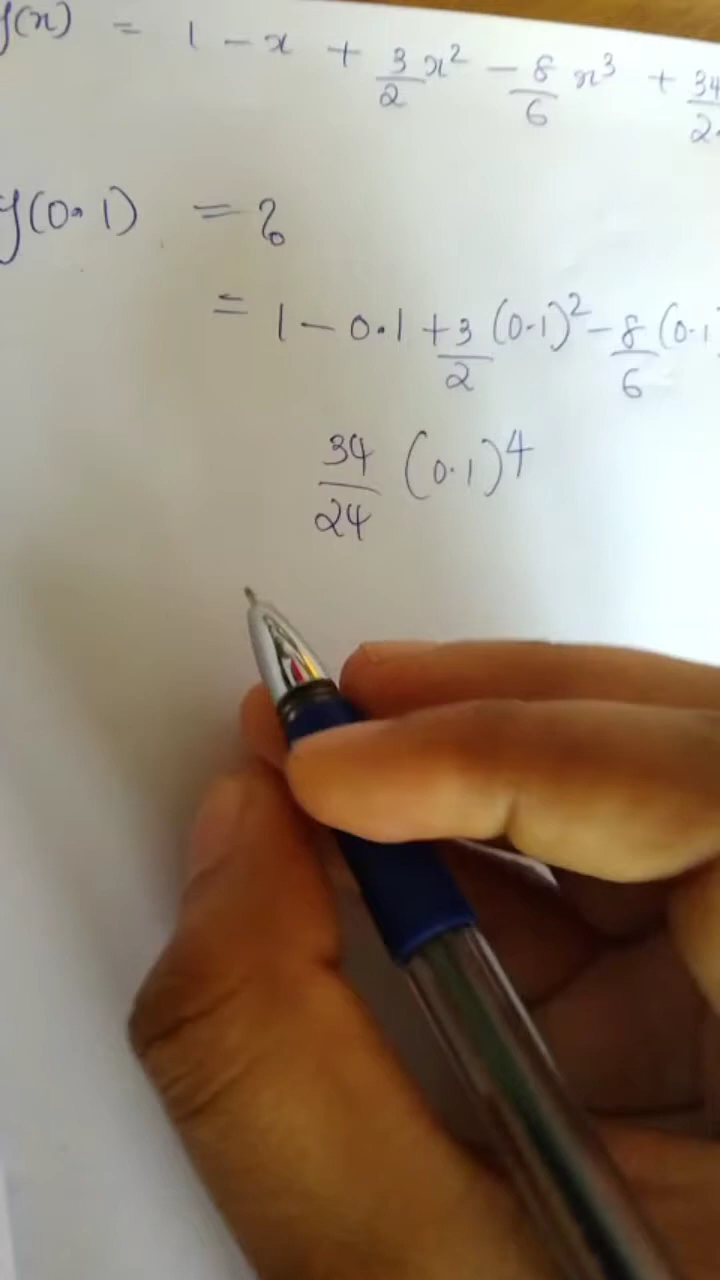 y(x) = 1 - x + 3/2 x² - 8/6 x³ + 34/2
y(0.1) = ?
= 1 - 0.1 + 3/2 (0.1)² - 8/6 (0.1
34/24 (0.1)⁴